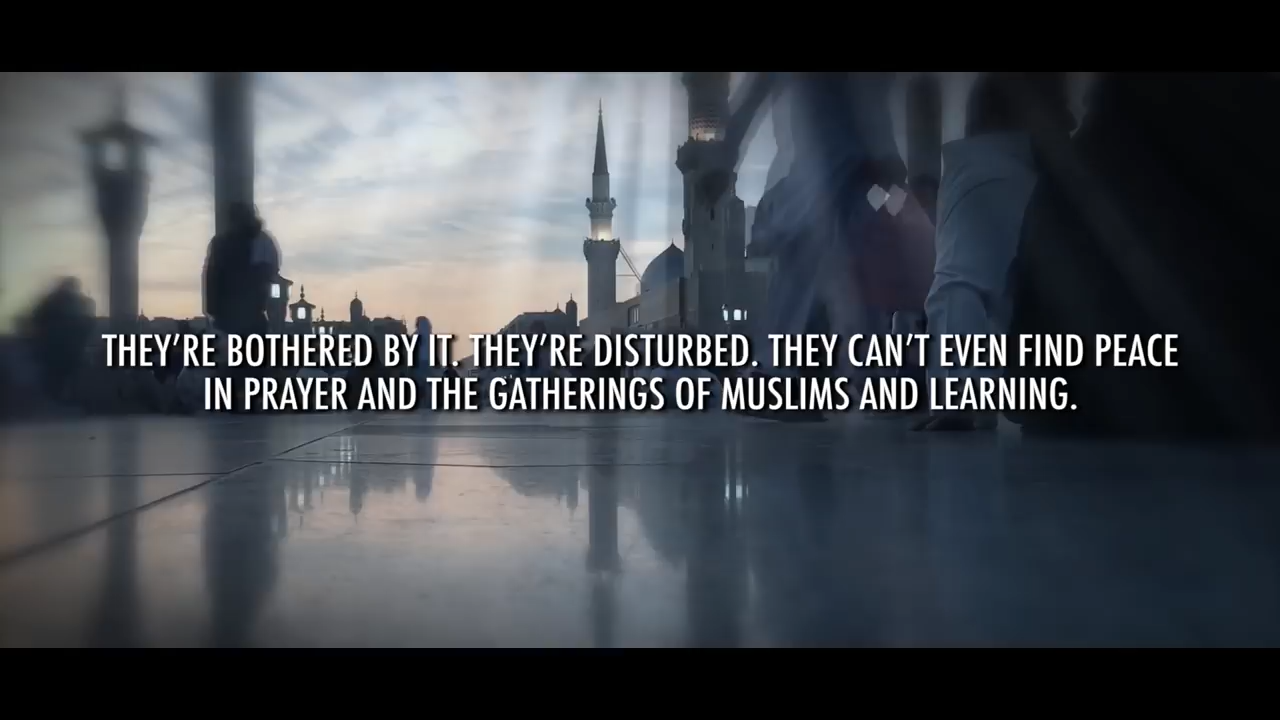 THEY'RE BOTHERED BY IT. THEY'RE DISTURBED. THEY CAN'T EVEN FIND PEACE
IN PRAYER AND THE GATHERINGS OF MUSLIMS AND LEARNING.